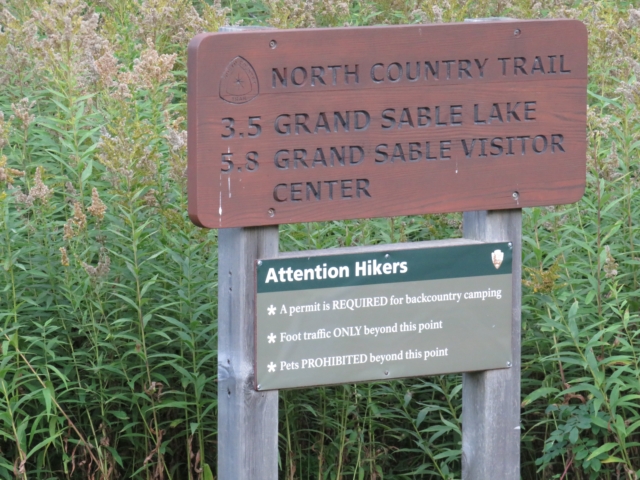 NORTH COUNTRY TRAIL
3.5 GRAND SABLE LAKE
5.8 GRAND SABLE VISITOR
CENTER
Attention Hikers
* A permit is REQUIRED for backcountry camping
* Foot traffic ONLY beyond this point
* Pets PROHIBITED beyond this point